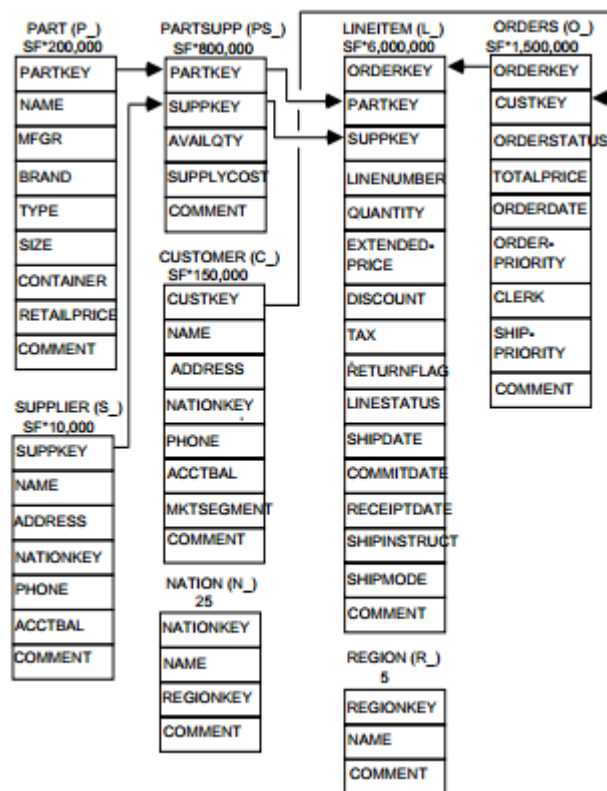 PART (P_)
SF*200,000
PARTKEY
NAME
MFGR
BRAND
TYPE
SIZE
CONTAINER
RETAILPRICE
COMMENT
SUPPLIER (S_)
SF*10,000
SUPPKEY
NAME
ADDRESS
NATIONKEY
PHONE
ACCTBAL
COMMENT
PARTSUPP (PS_)
SF*800,000
PARTKEY
SUPPKEY
AVAILQTY
SUPPLYCOST
COMMENT
CUSTOMER (C_)
SF*150,000
CUSTKEY
NAME
ADDRESS
NATIONKEY
PHONE
ACCTBAL
MKTSEGMENT
COMMENT
NATION (N_)
25
NATIONKEY
NAME
REGIONKEY
COMMENT
LINEITEM (L_)
SF*6,000,000
ORDERKEY
PARTKEY
SUPPKEY
LINENUMBER
QUANTITY
EXTENDED-
PRICE
DISCOUNT
TAX
RETURNFLAG
LINESTATUS
SHIPDATE
COMMITDATE
RECEIPTDATE
SHIPINSTRUCT
SHIPMODE
COMMENT
REGION (R_)
5
REGIONKEY
NAME
COMMENT
ORDERS (O_)
SF*1,500,000
ORDERKEY
CUSTKEY
ORDERSTATUS
TOTALPRICE
ORDERDATE
ORDER-
PRIORITY
CLERK
SHIP-
PRIORITY
COMMENT